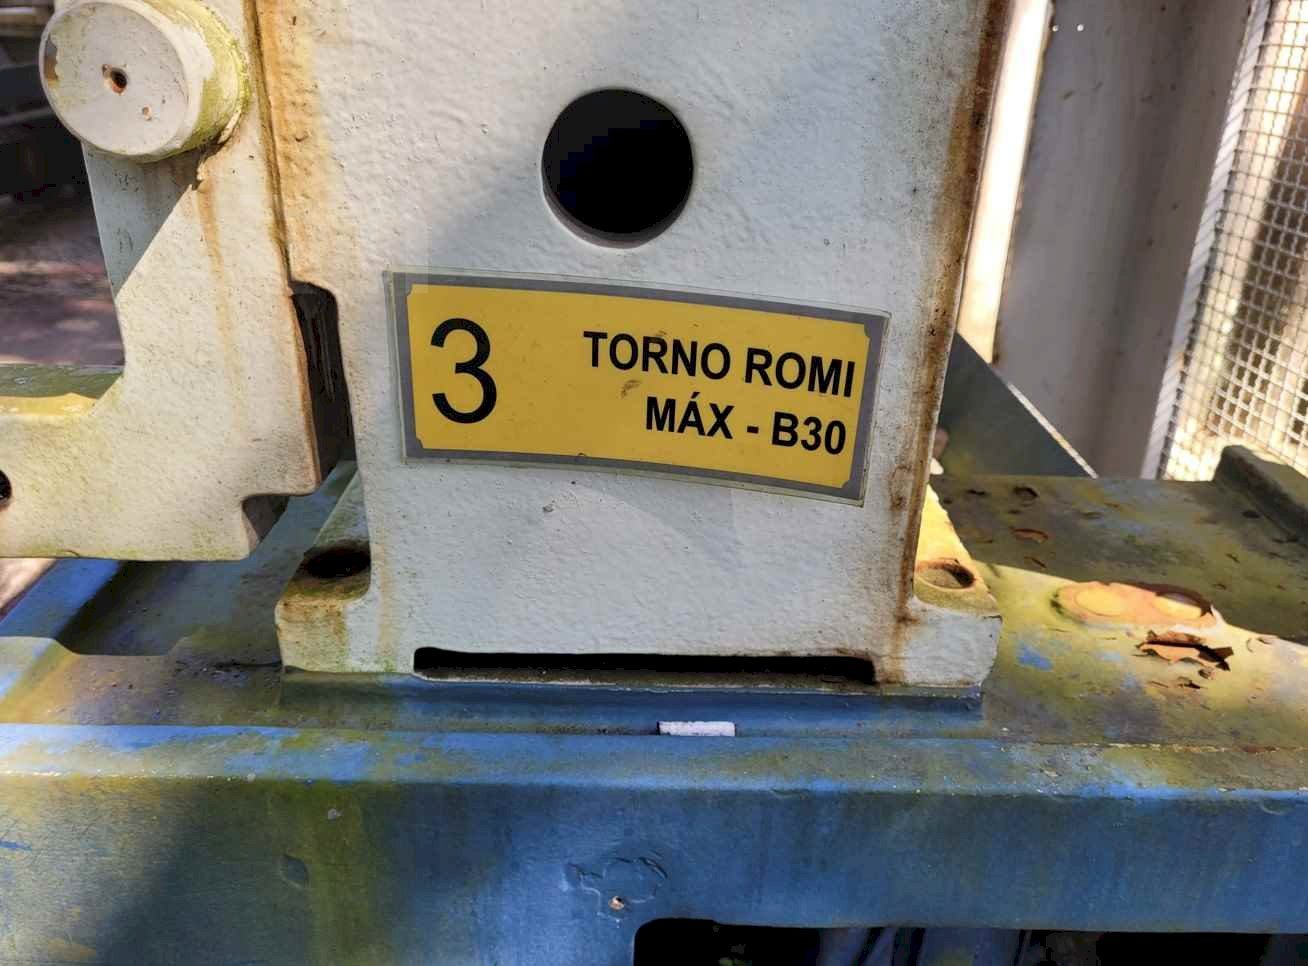 3
TORNO ROMI
MÁX - B30